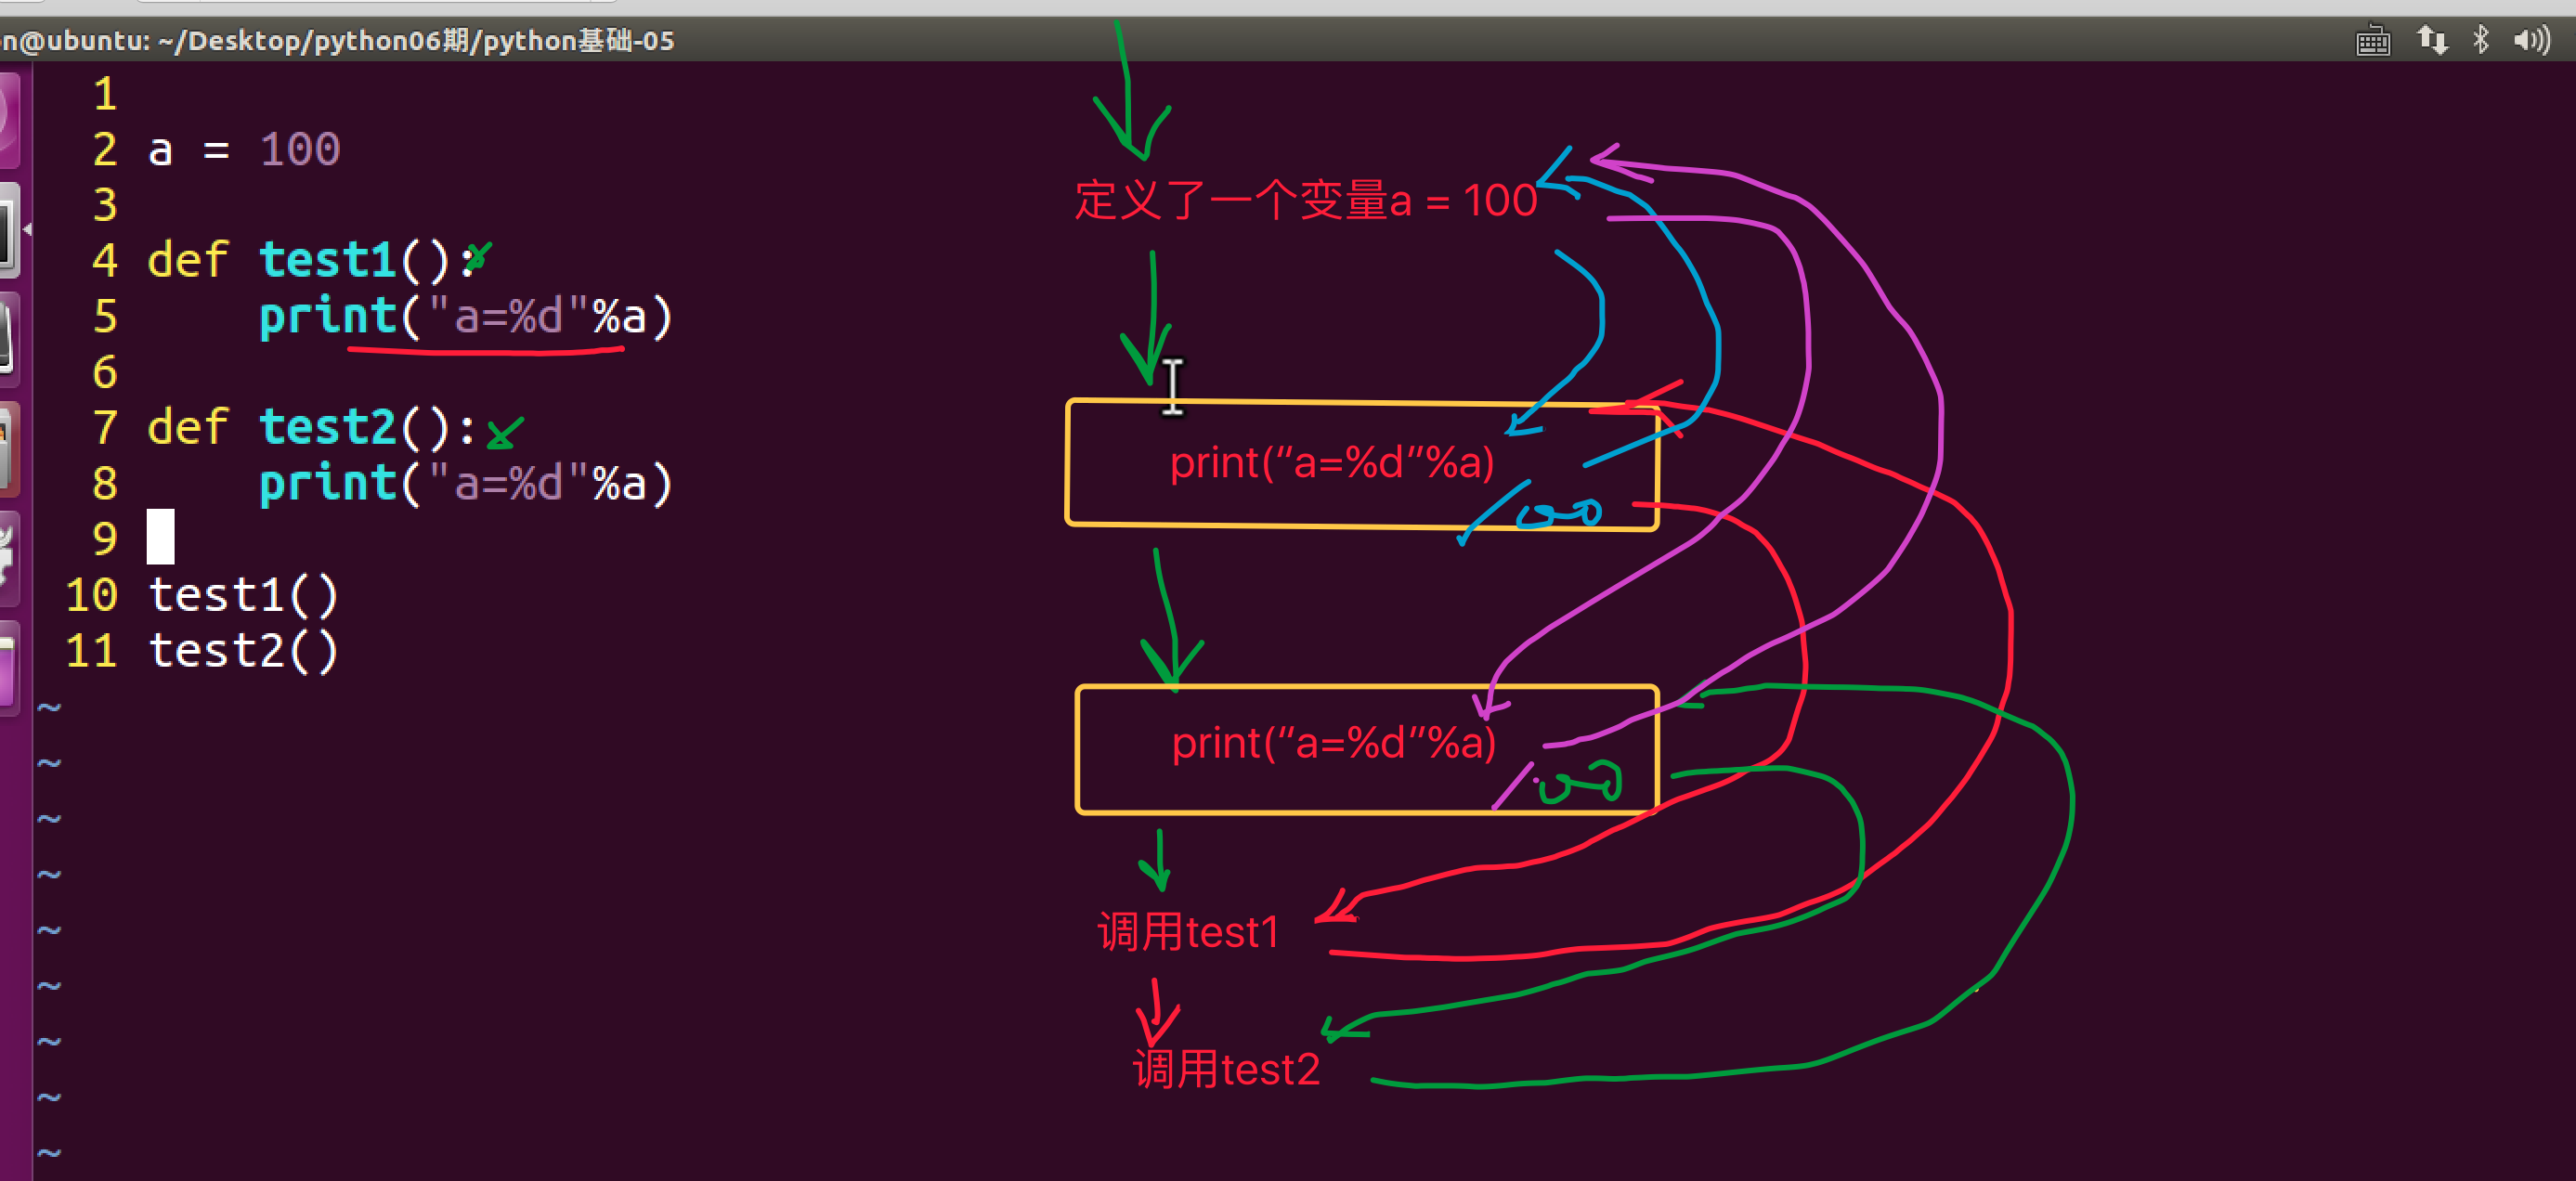 n@ubuntu: ~/Desktop/python06期/python基础-05
1
2 a = 100
3
4 def test1():
5     print("a=%d"%a)
6
7 def test2():
8     print("a=%d"%a)
9
10 test1()
11 test2()
~
~
~
~
~
~
~
~
~
定义了一个变量a = 100
print(“a=%d”%a)
print(“a=%d”%a)
调用test1
调用test2